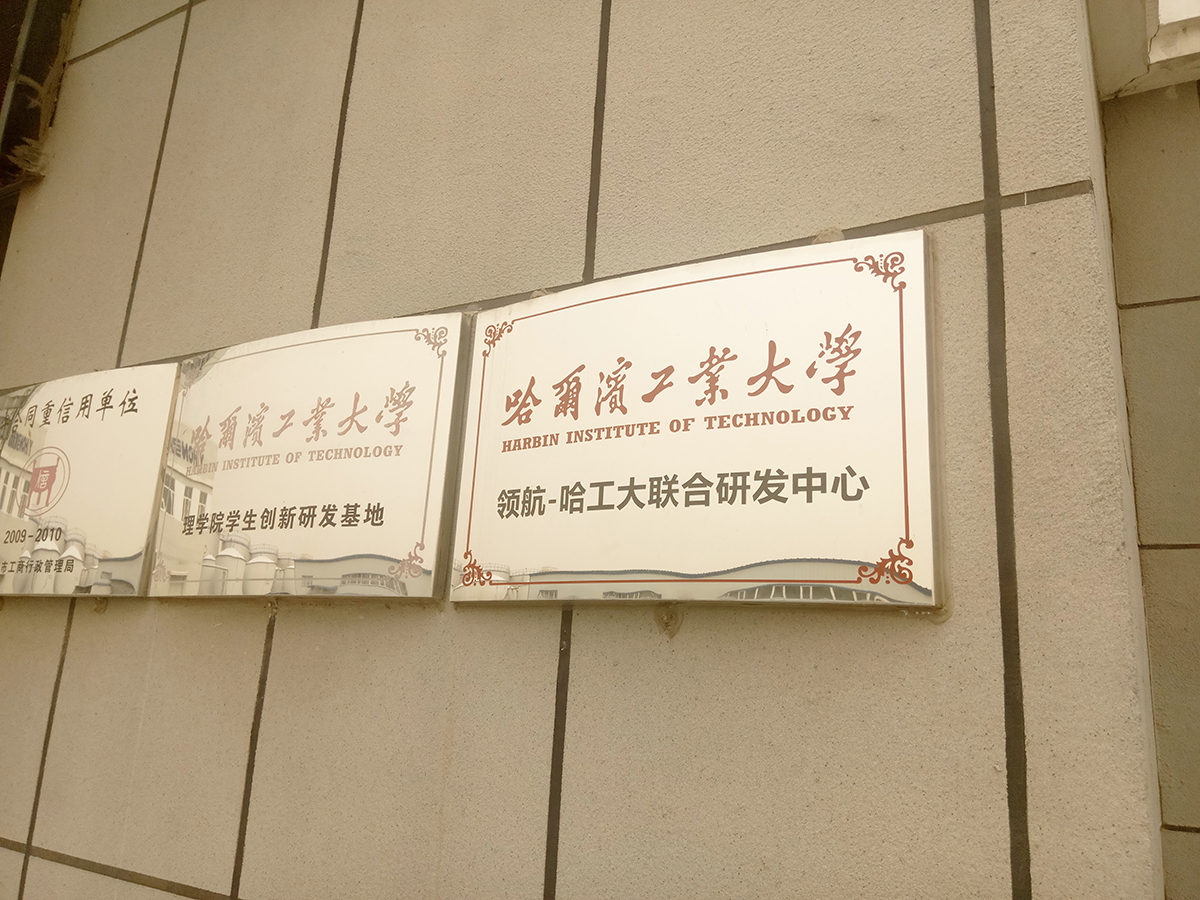 合同重信用单位
信
2009-2010
市工商行政管理局
哈爾濱工業大學
HARBIN INSTITUTE OF TECHNOLOGY
理学院学生创新研发基地
哈爾濱工業大學
HARBIN INSTITUTE OF TECHNOLOGY
领航-哈工大联合研发中心